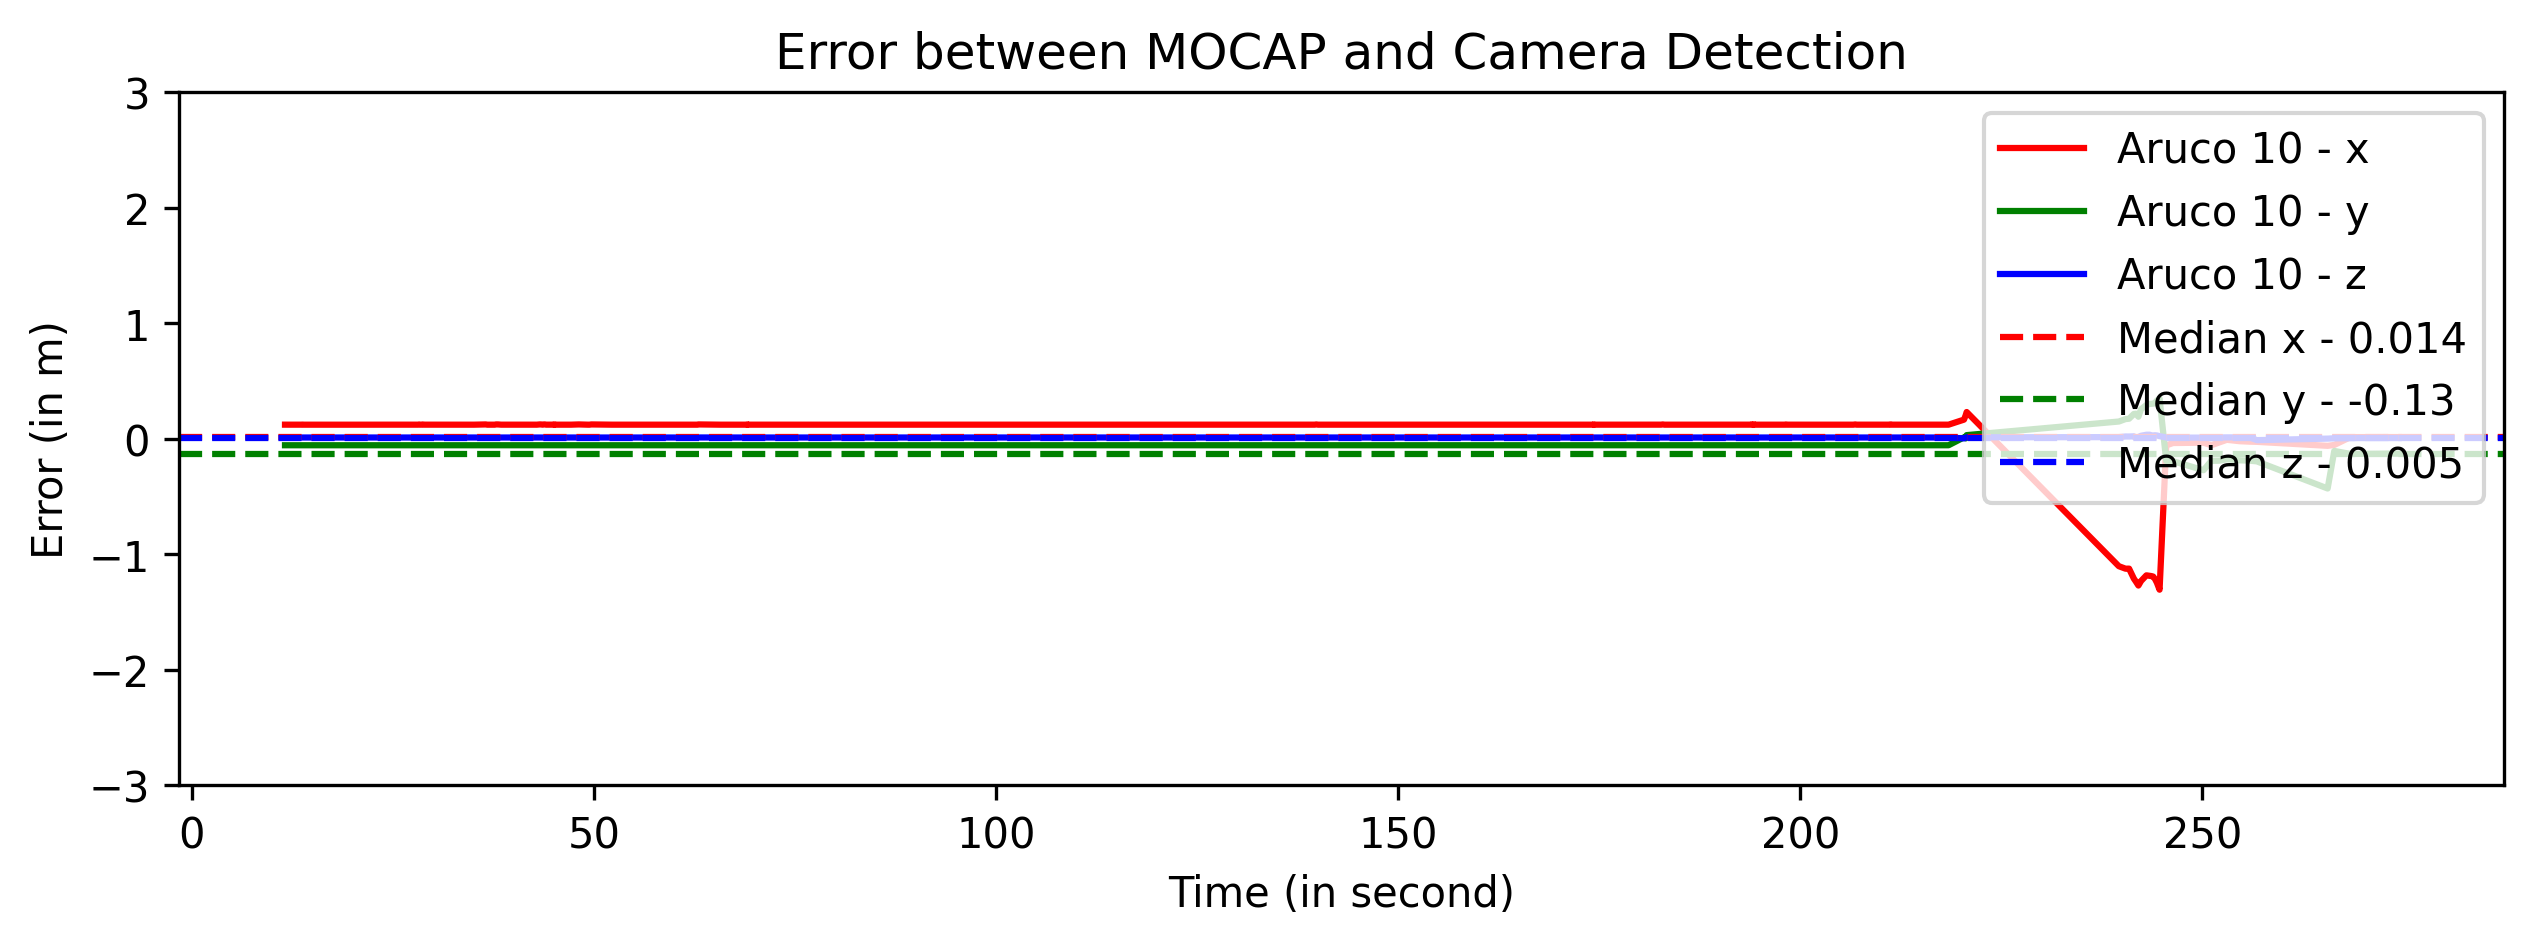 Error between MOCAP and Camera Detection
3
2
1
0
−1
−2
−3
Error (in m)
Aruco 10 - x
Aruco 10 - y
Aruco 10 - z
Median x - 0.014
Median y - -0.13
Median z - 0.005
0 50 100 150 200 250
Time (in second)